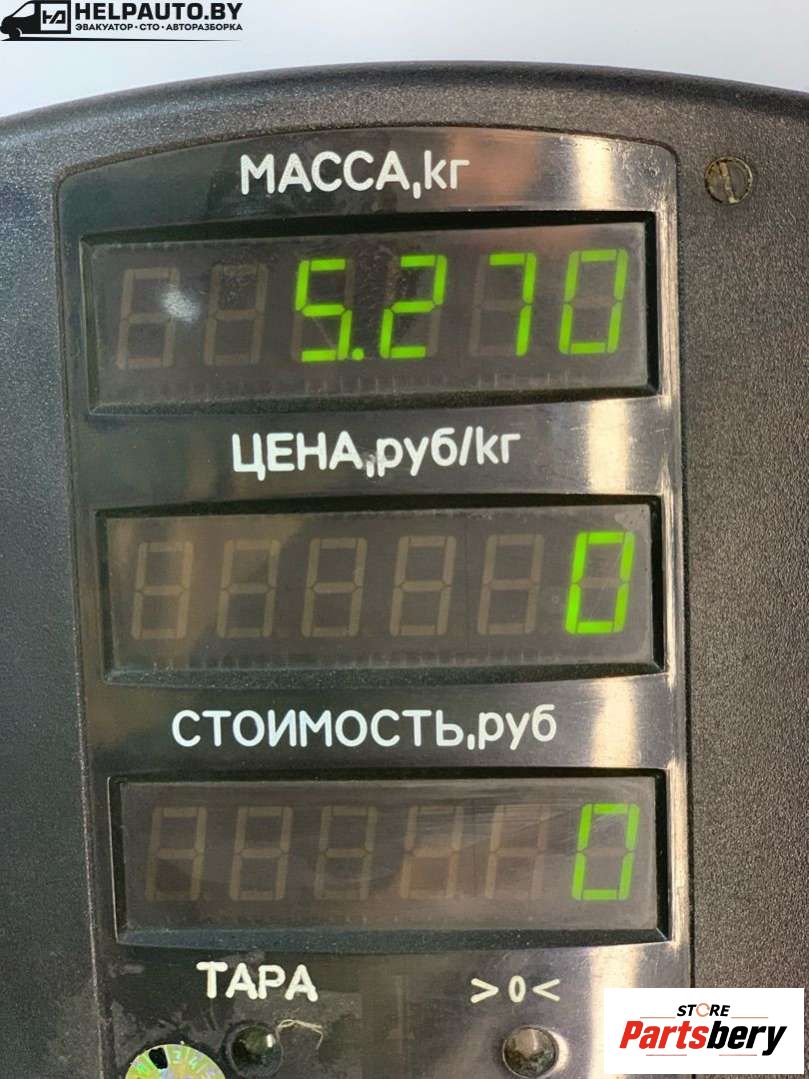 HELPAUTO.BY
ЭВАКУАТОР • СТО • АВТОРАЗБОРКА
МАССА,кг
5.270
ЦЕНА,руб/кг
0
СТОИМОСТЬ,руб
0
ТАРА >0<
STORE
Partsbery